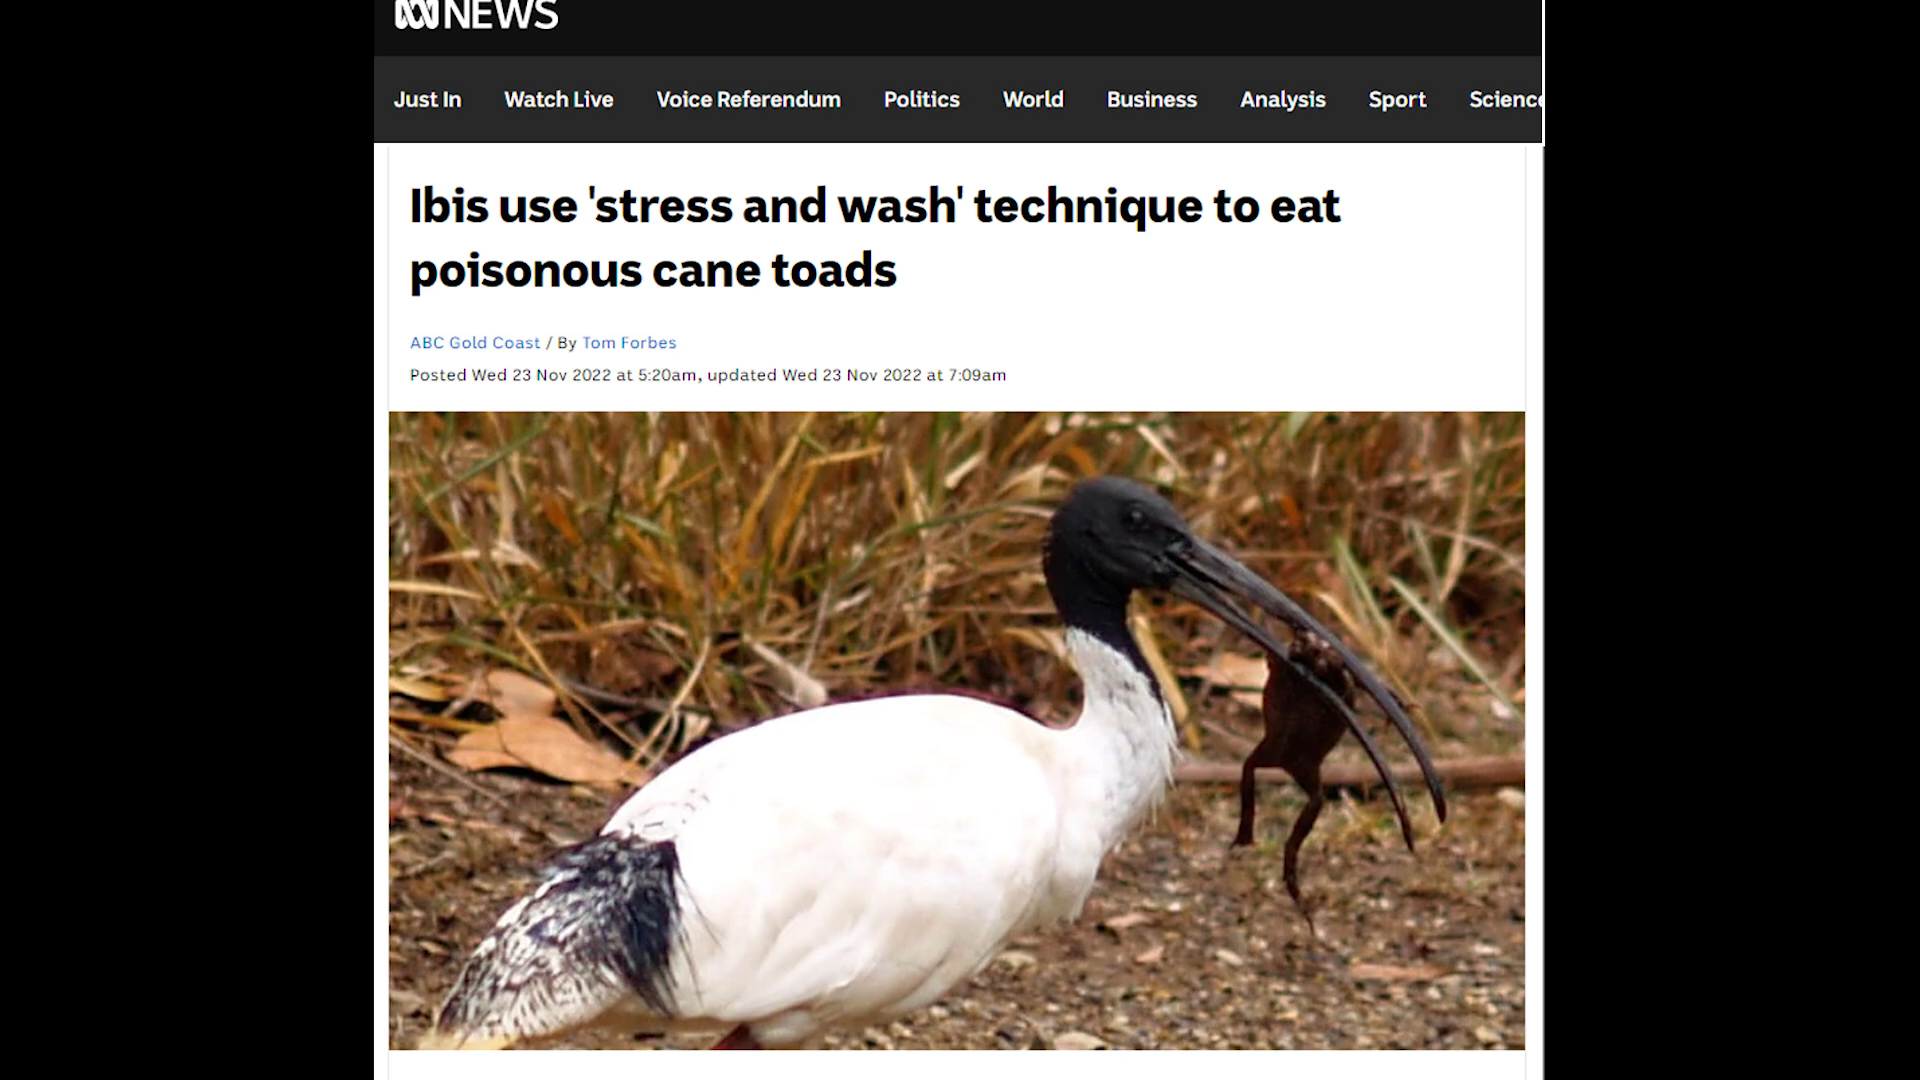 NEWS
Just In Watch Live Voice Referendum Politics World Business Analysis Sport Science
Ibis use 'stress and wash' technique to eat
poisonous cane toads
ABC Gold Coast / By Tom Forbes
Posted Wed 23 Nov 2022 at 5:20am, updated Wed 23 Nov 2022 at 7:09am